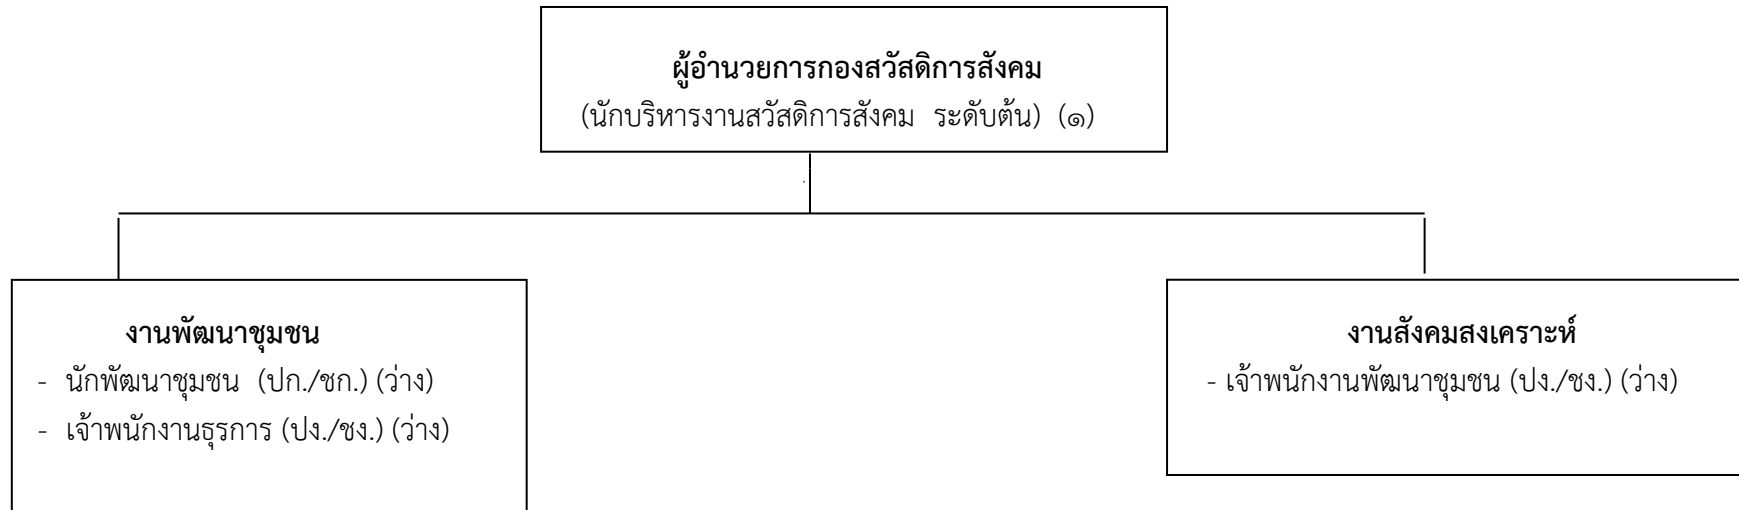 ผู้อำนวยการกองสวัสดิการสังคม
(นักบริหารงานสวัสดิการสังคม ระดับต้น) (๑)
งานพัฒนาชุมชน
- นักพัฒนาชุมชน (ปก./ชก.) (ว่าง)
- เจ้าพนักงานธุรการ (ปง./ชง.) (ว่าง)
งานสังคมสงเคราะห์
- เจ้าพนักงานพัฒนาชุมชน (ปง./ชง.) (ว่าง)